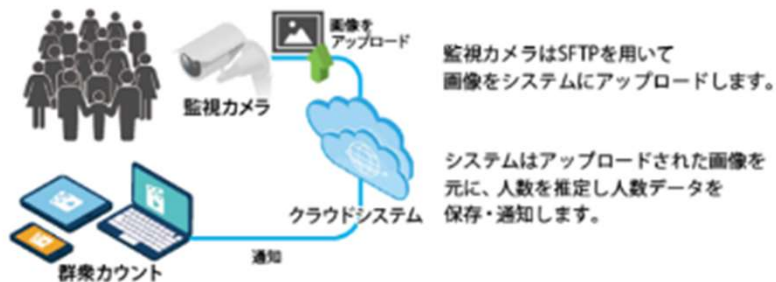 画像を
アップロード
監視カメラ
監視カメラはSFTPを用いて
画像をシステムにアップロードします。
クラウドシステム
システムはアップロードされた画像を
元に、人数を推定し人数データを
保存・通知します。
通知
群衆カウント